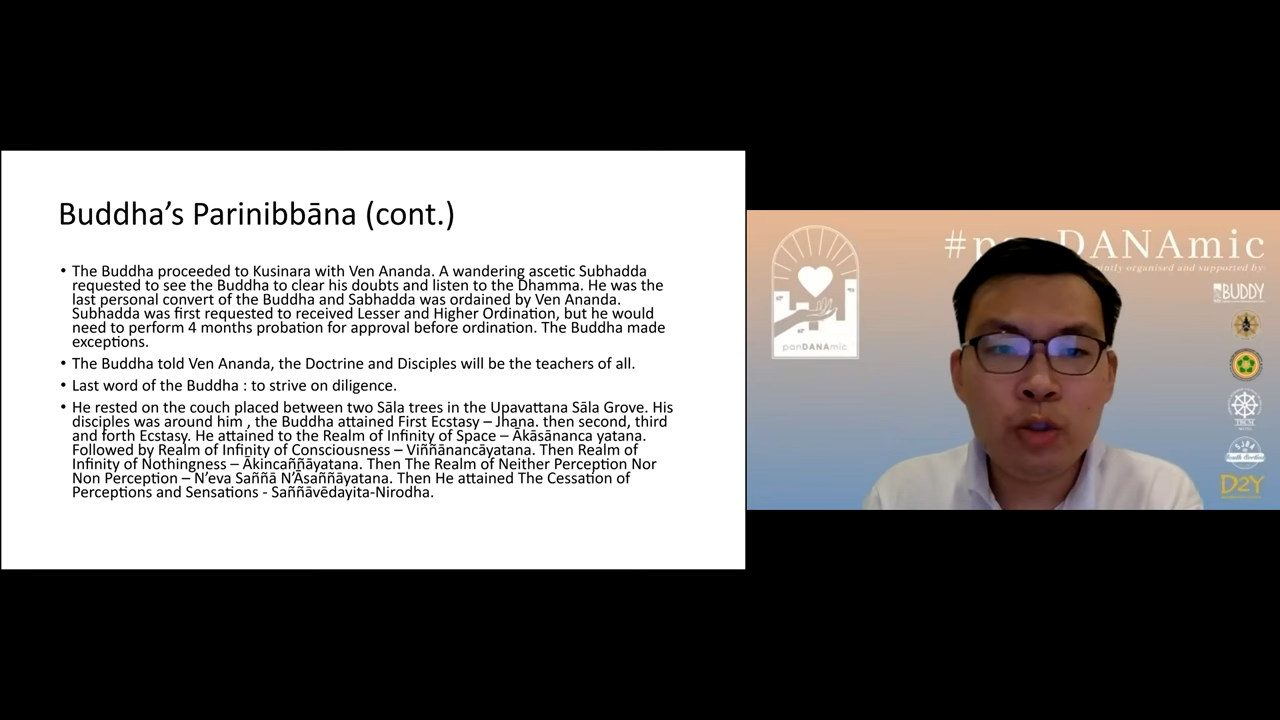 Buddha's Parinibbāna (cont.)
• The Buddha proceeded to Kusinara with Ven Ananda. A wandering ascetic Subhadda
requested to see the Buddha to clear his doubts and listen to the Dhamma. He was the
last personal convert of the Buddha and Sabhadda was ordained by Ven Ananda.
Subhadda was first requested to received Lesser and Higher Ordination, but he would
need to perform 4 months probation for approval before ordination. The Buddha made
exceptions.
• The Buddha told Ven Ananda, the Doctrine and Disciples will be the teachers of all.
• Last word of the Buddha : to strive on diligence.
• He rested on the couch placed between two Sāla trees in the Upavattana Sāla Grove. His
disciples was around him , the Buddha attained First Ecstasy – Jhana. then second, third
and forth Ecstasy. He attained to the Realm of Infinity of Space – Ākāsānanca yatana.
Followed by Realm of Infinity of Consciousness – Viññānancāyatana. Then Realm of
Infinity of Nothingness – Ākincaññāyatana. Then The Realm of Neither Perception Nor
Non Perception – N'eva Saññā N'Āsaññāyatana. Then He attained The Cessation of
Perceptions and Sensations - Saññāvēdayita-Nirodha.
DANAmic
organised and supported by:
panDANAmic
BUDDY
D2Y